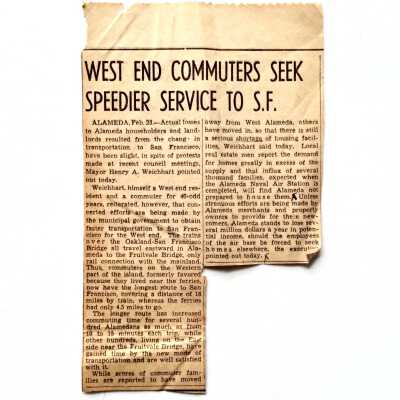 WEST END COMMUTERS SEEK
SPEEDIER SERVICE TO S.F.
ALAMEDA, Feb. 23.—Actual losses
to Alameda householders and land-
lords resulted from the change in
transportation to San Francisco,
have been slight, in spite of protests
made at recent council meetings,
Mayor Henry A. Weichhart pointed
out today.
Weichhart, himself a West end res-
ident and a commuter for 40-odd
years, reiterated, however, that con-
certed efforts are being made by
the municipal government to obtain
faster transportation to San Fran-
cisco for the West end. The trains
over the Oakland-San Francisco
Bridge all travel eastward in Ala-
meda to the Fruitvale Bridge, only
rail connection with the mainland.
Thus, commuters on the Western
part of the island, formerly favored
because they lived near the ferries,
now have the longest route to San
Francisco, covering a distance of 18
miles by train, whereas the ferries
had only 4.5 miles to go.
The longer route has increased
commuting time for several hun-
dred Alamedans as much as from
10 to 15 minutes each trip, while
other hundreds, living on the East
side near the Fruitvale Bridge, have
gained time by the new mode of
transportation and are well satisfied
with it.
While scores of commuter fam-
ilies are reported to have moved
away from West Alameda, others
have moved in, so that there is still
a serious shortage of housing facil-
ities, Weichhart said today. Local
real estate men report the demand
for homes greatly in excess of the
supply and that influx of several
thousand families, expected when
the Alameda Naval Air Station is
completed, will find Alameda not
prepared to house them. Unless
strenuous efforts are being made by
Alameda merchants and property
owners to provide for the new-
comers, Alameda stands to lose sev-
eral million dollars a year in poten-
tial income, should the employees
of the air base be forced to seek
homes elsewhere, the executive
pointed out today.